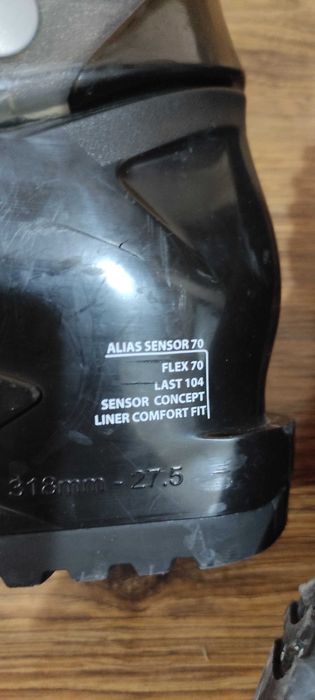 ALIAS SENSOR 70
FLEX 70
LAST 104
SENSOR CONCEPT
LINER COMFORT FIT
318mm - 27.5